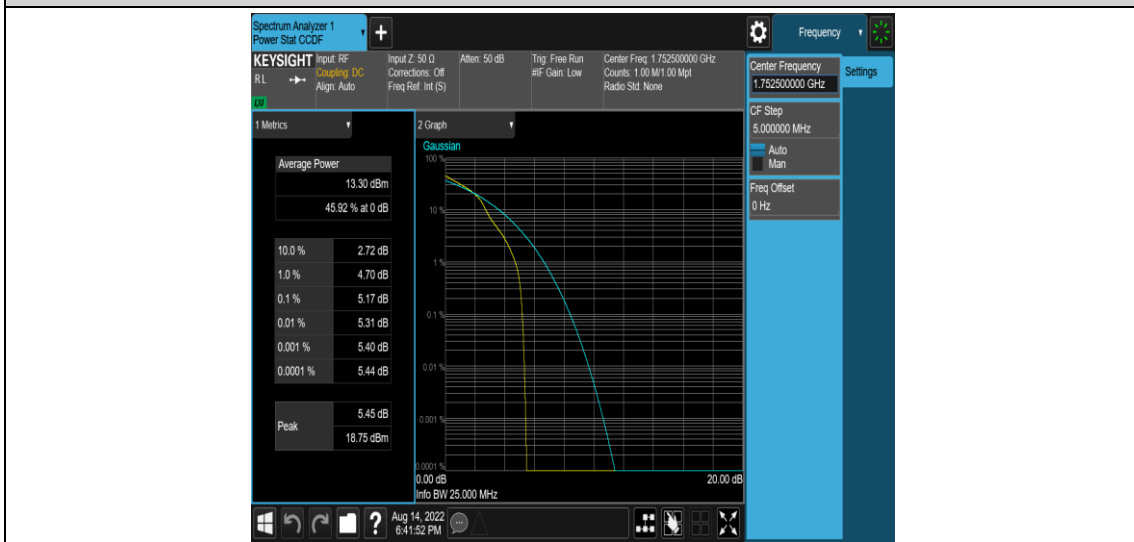 Spectrum Analyzer 1
Power Stat CCDF
Frequency
KEYSIGHT
Input: RF
Coupling: DC
Align: Auto
Input Z: 50 Ω
Corrections: Off
Freq Ref: Int (S)
Atten: 50 dB
Trig: Free Run
#IF Gain: Low
Center Freq: 1.752500000 GHz
Counts: 1.00 M/1.00 Mpt
Radio Std: None
RL
Center Frequency
1.752500000 GHz
Settings
CF Step
5.000000 MHz
Auto
Man
Freq Offset
0 Hz
1 Metrics
Average Power
13.30 dBm
45.92 % at 0 dB
10.0 % 2.72 dB
1.0 % 4.70 dB
0.1 % 5.17 dB
0.01 % 5.31 dB
0.001 % 5.40 dB
0.0001 % 5.44 dB
Peak 5.45 dB
18.75 dBm
2 Graph
Gaussian
100 %
10 %
1 %
0.1 %
0.01 %
0.001 %
0.0001 %
0.00 dB 20.00 dB
Info BW 25.000 MHz
Aug 14, 2022
6:41:52 PM